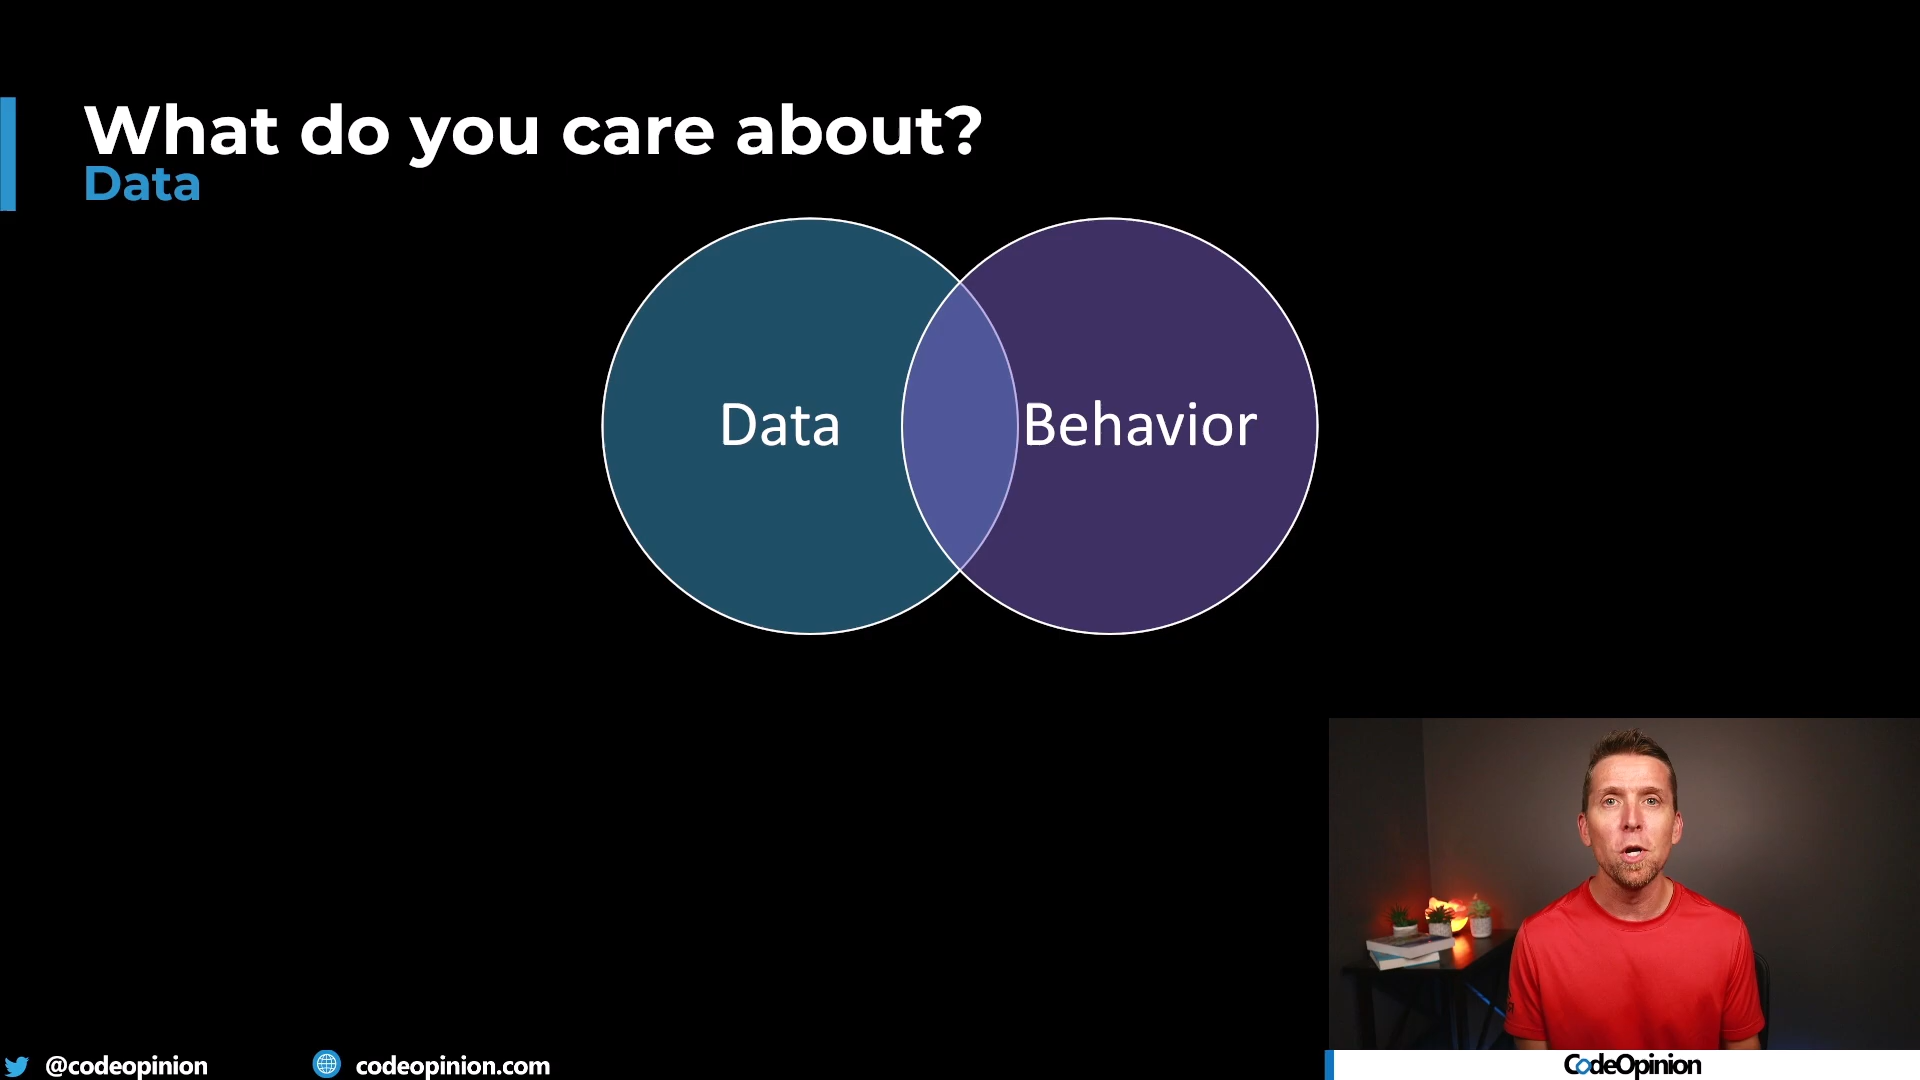 What do you care about?
Data
Data
Behavior
@codeopinion
codeopinion.com
CodeOpinion